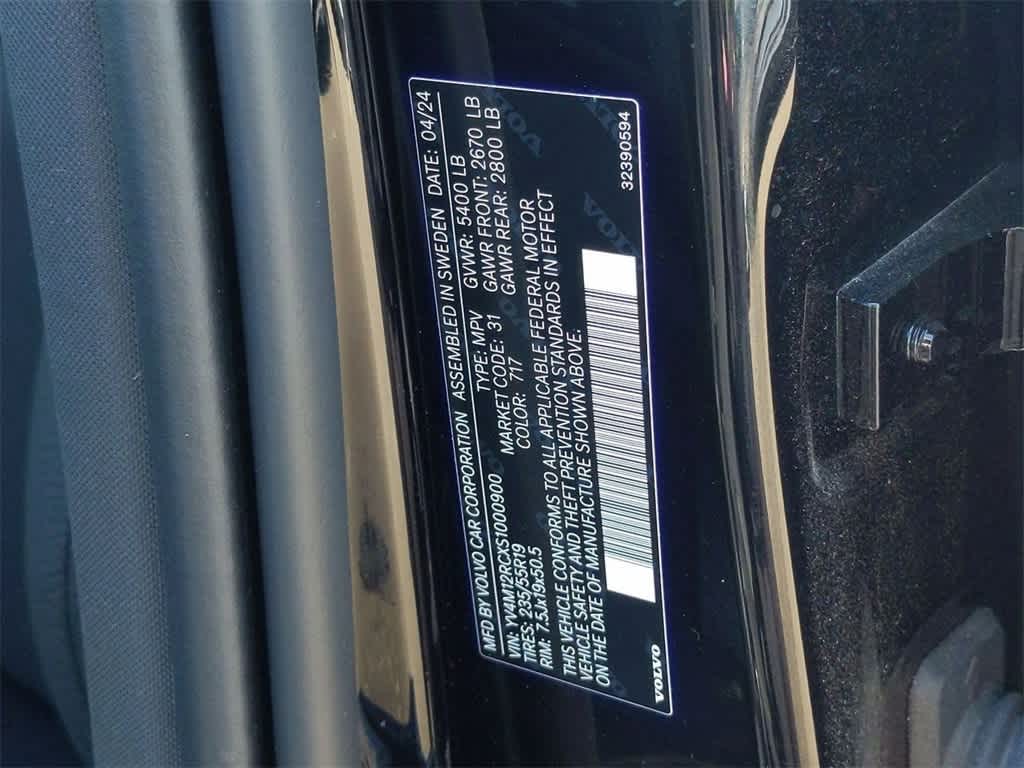 MFD BY VOLVO CAR CORPORATION ASSEMBLED IN SWEDEN DATE: 04/24
VIN: YV4M12RCXS1000900 TYPE: MPV GVWR: 5400 LB
TIRES: 235/55R19 MARKET CODE: 31 GAWR FRONT: 2670 LB
RIM: 7.5Jx19x50.5 COLOR: 717 GAWR REAR: 2800 LB
THIS VEHICLE CONFORMS TO ALL APPLICABLE FEDERAL MOTOR
VEHICLE SAFETY AND THEFT PREVENTION STANDARDS IN EFFECT
ON THE DATE OF MANUFACTURE SHOWN ABOVE.
VOLVO 32390594